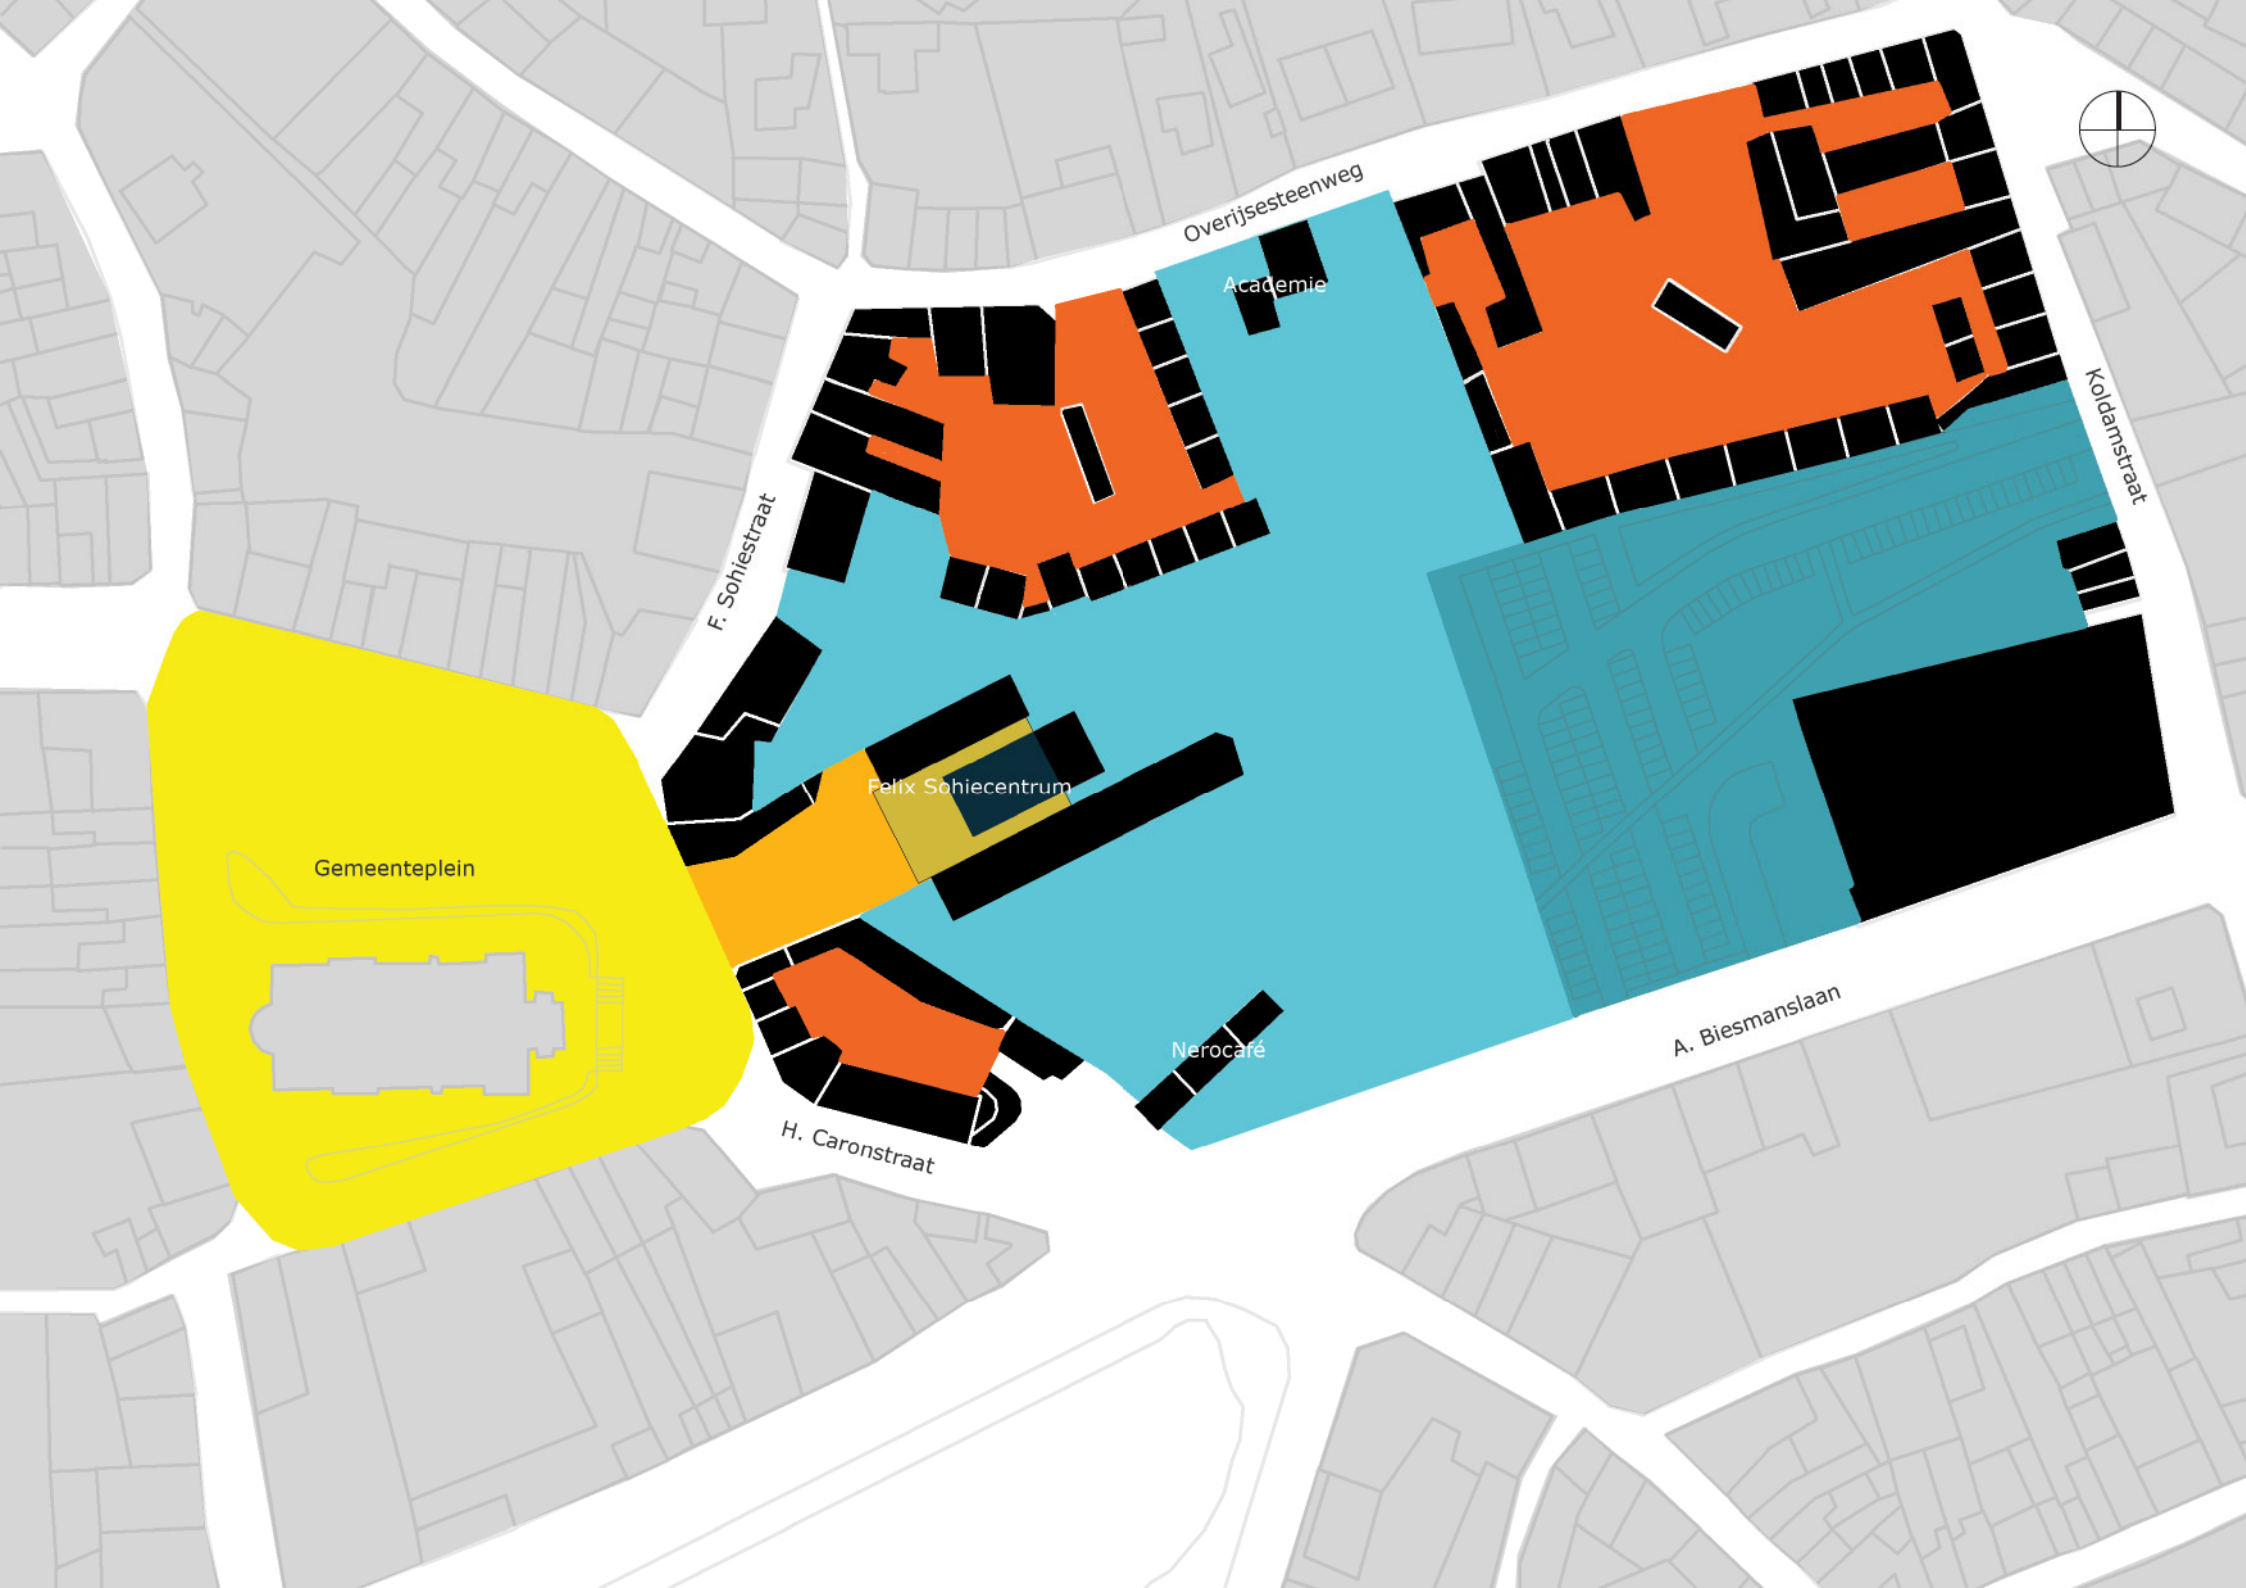 Overijsesteenweg
Academie
Koldamstraat
F. Sohiestraat
Felix Sohiecentrum
Gemeenteplein
A. Biesmanslaan
Nerocafé
H. Caronstraat